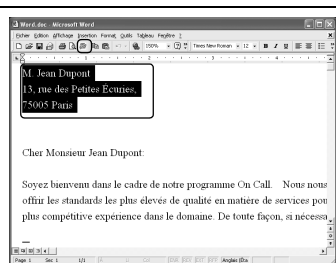 Word.doc - Microsoft Word
Fichier Edition Affichage Insertion Format Outils Tableau Fenêtre ?
150% Times New Roman 12
M. Jean Dupont
13, rue des Petites Écuries,
75005 Paris
Cher Monsieur Jean Dupont:
Soyez bienvenu dans le cadre de notre programme On Call. Nous nous
offrir les standards les plus élevés de qualité en matière de services pou
plus compétitive expérience dans le domaine. De toute façon, si nécessa
Page 1 Sec 1 1/1 Anglais (Éta